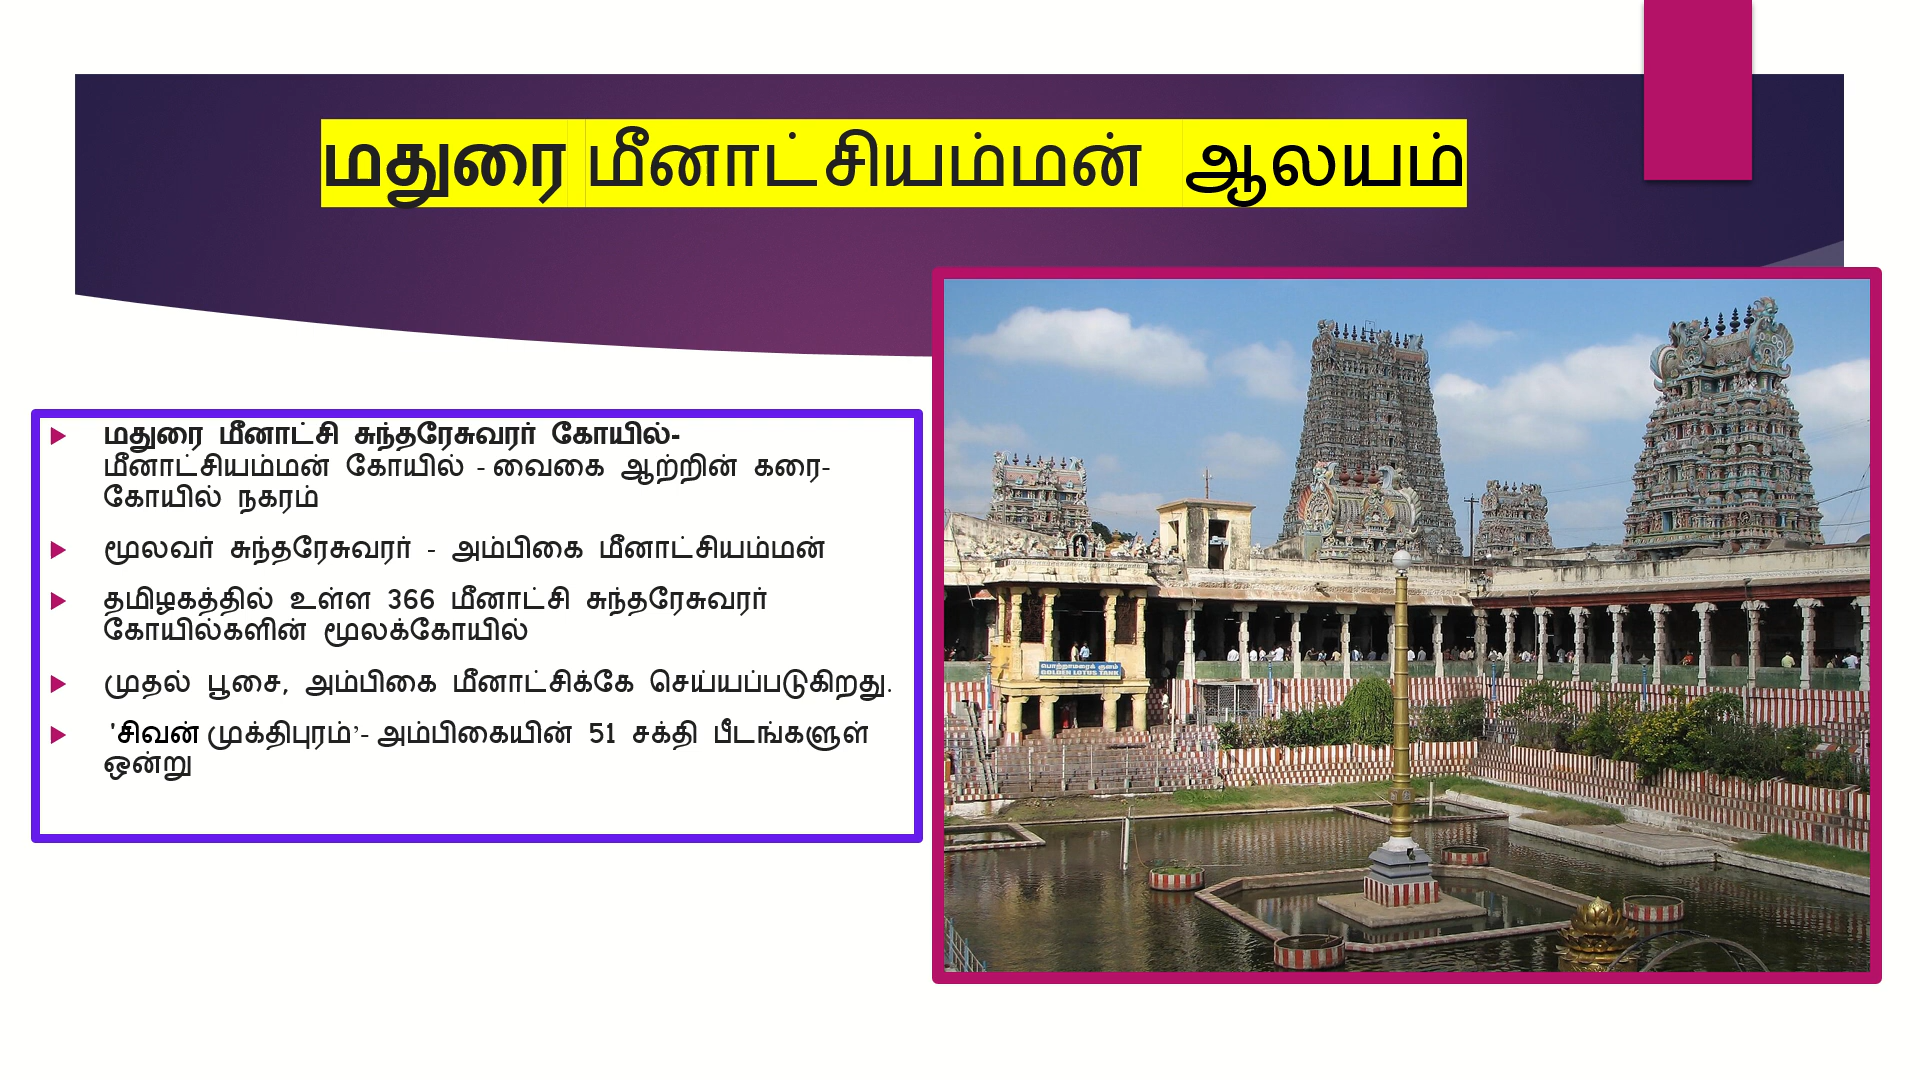 மதுரை மீனாட்சியம்மன் ஆலயம்
மதுரை மீனாட்சி சுந்தரேசுவரர் கோயில்-
மீனாட்சியம்மன் கோயில் - வைகை ஆற்றின் கரை-
கோயில் நகரம்
மூலவர் சுந்தரேசுவரர் - அம்பிகை மீனாட்சியம்மன்
தமிழகத்தில் உள்ள 366 மீனாட்சி சுந்தரேசுவரர்
கோயில்களின் மூலக்கோயில்
முதல் பூசை, அம்பிகை மீனாட்சிக்கே செய்யப்படுகிறது.
'சிவன் முக்திபுரம்’- அம்பிகையின் 51 சக்தி பீடங்களுள்
ஒன்று
பொற்றாமரைக் குளம்
GOLDEN LOTUS TANK